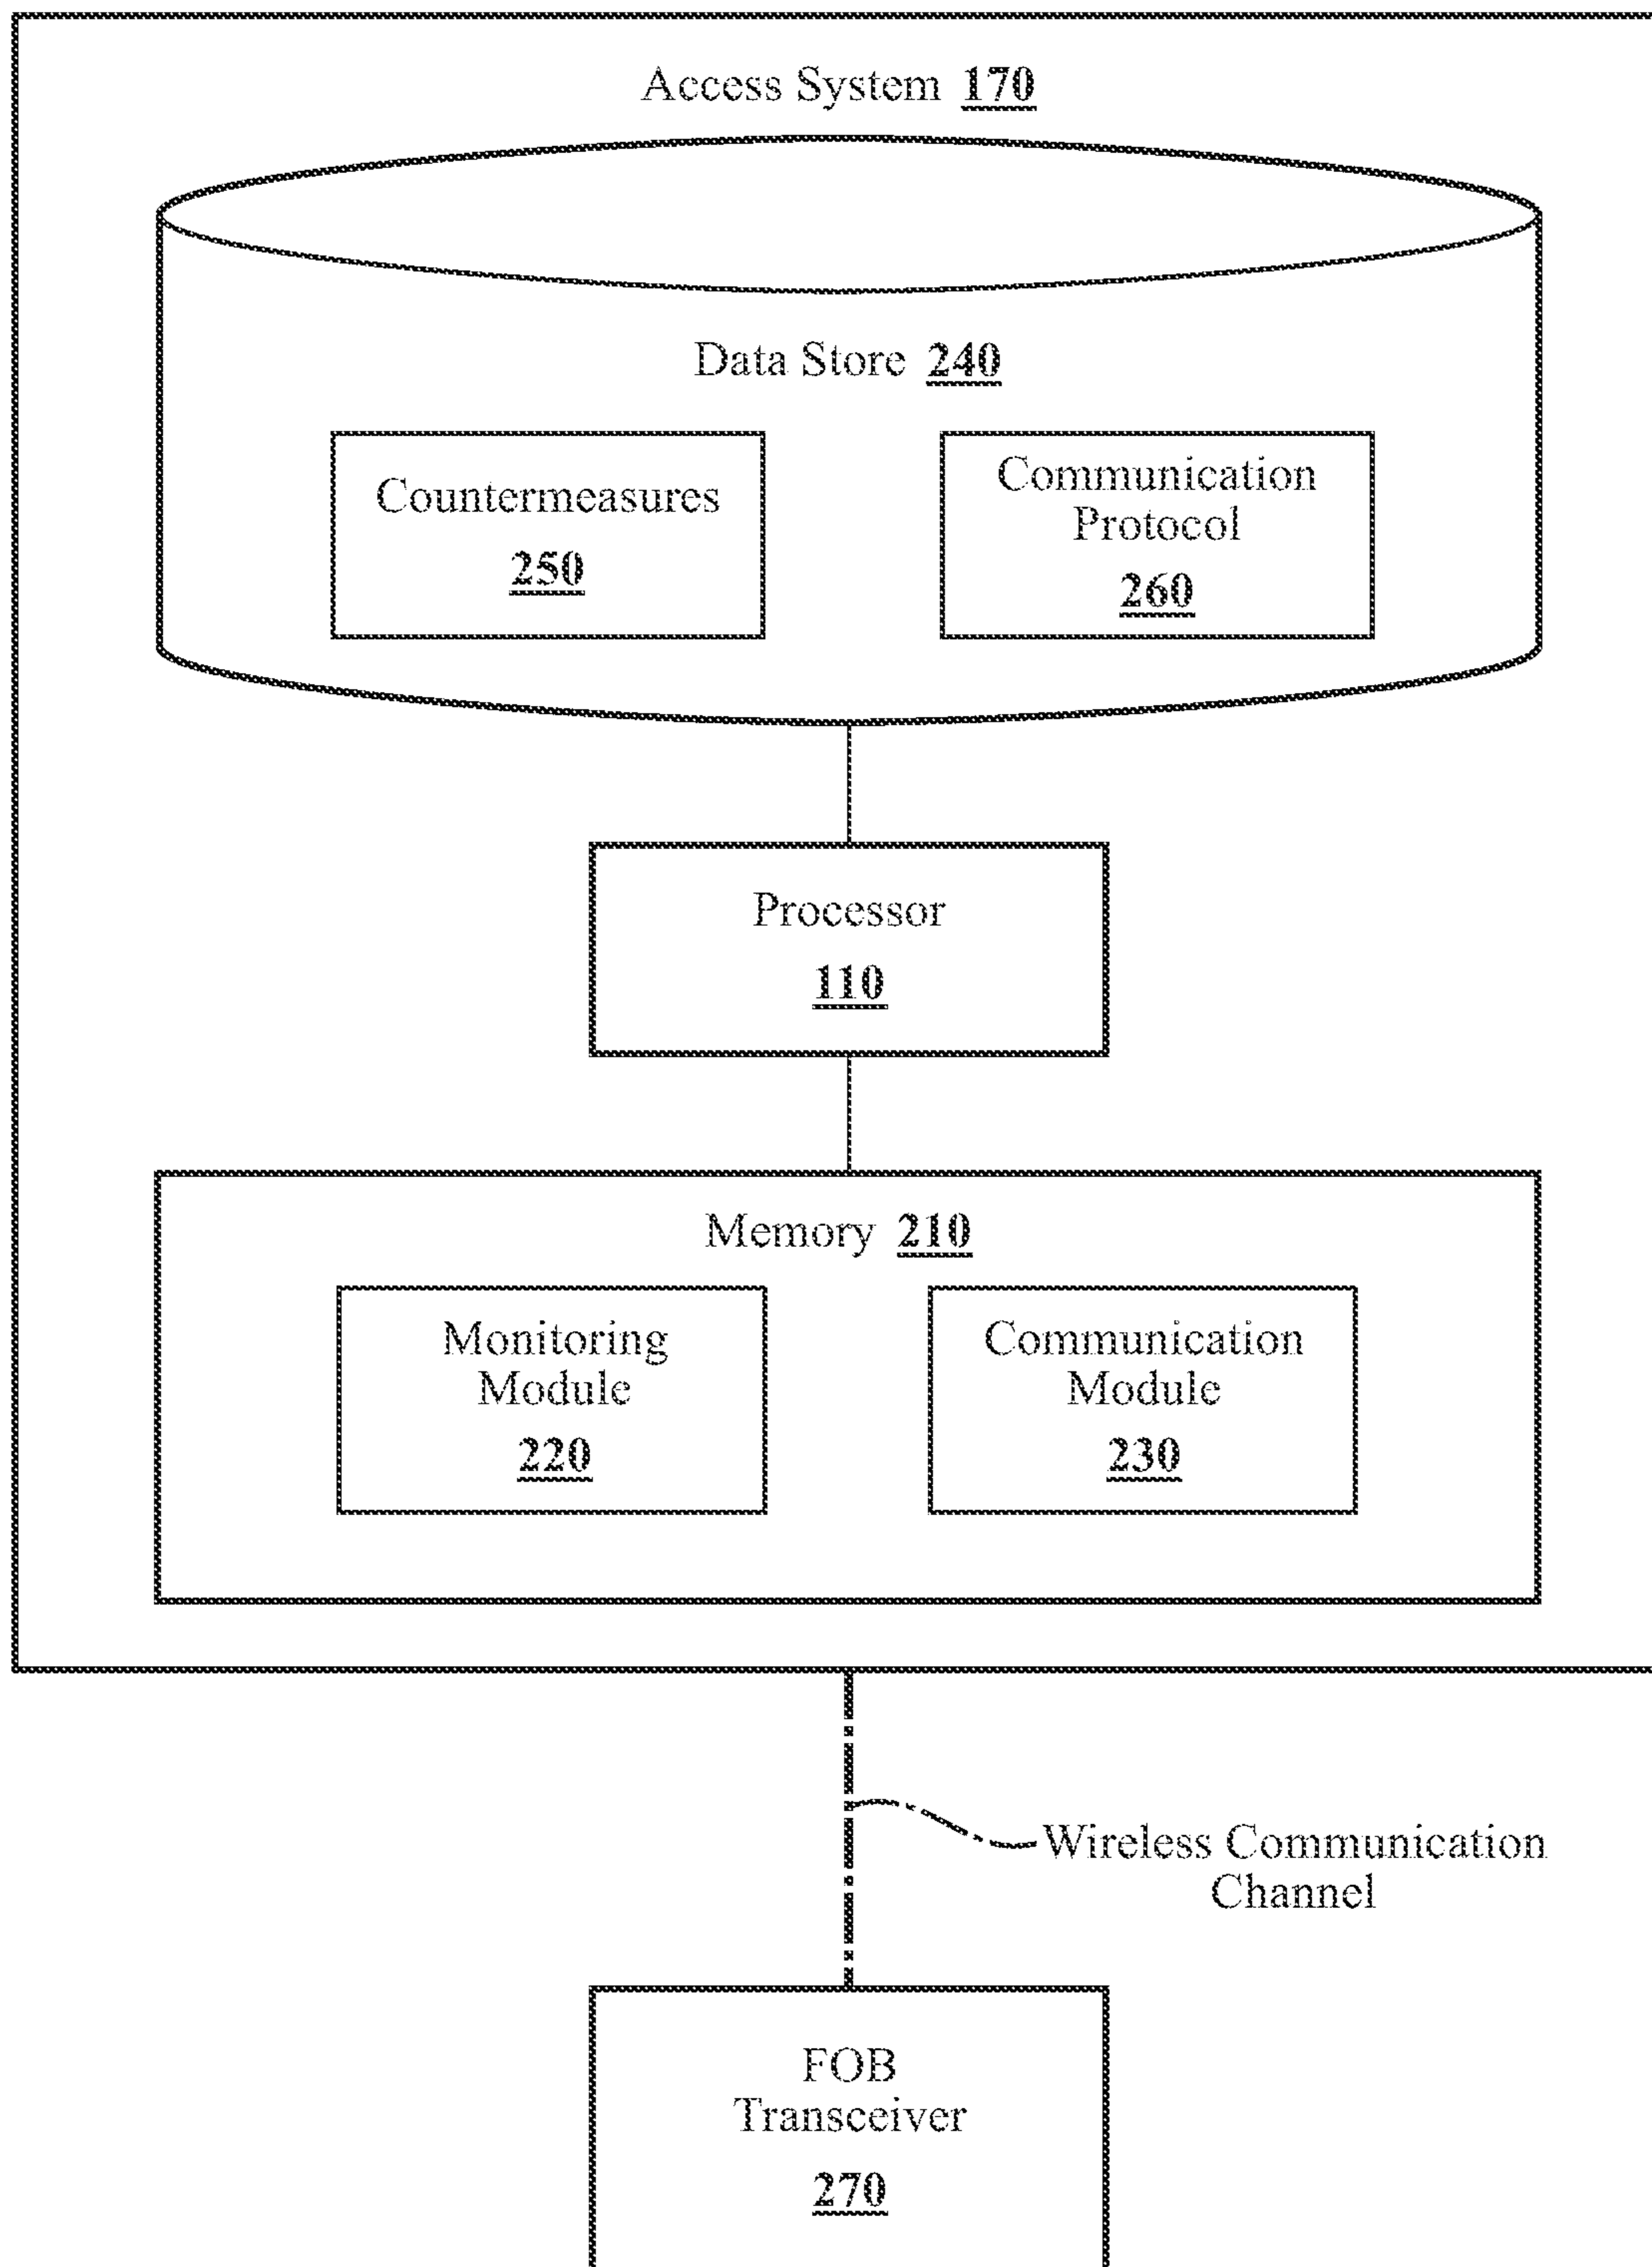 Access System 170
Data Store 240
Countermeasures
250
Communication
Protocol
260
Processor
110
Memory 210
Monitoring
Module
220
Communication
Module
230
Wireless Communication
Channel
FOB
Transceiver
270